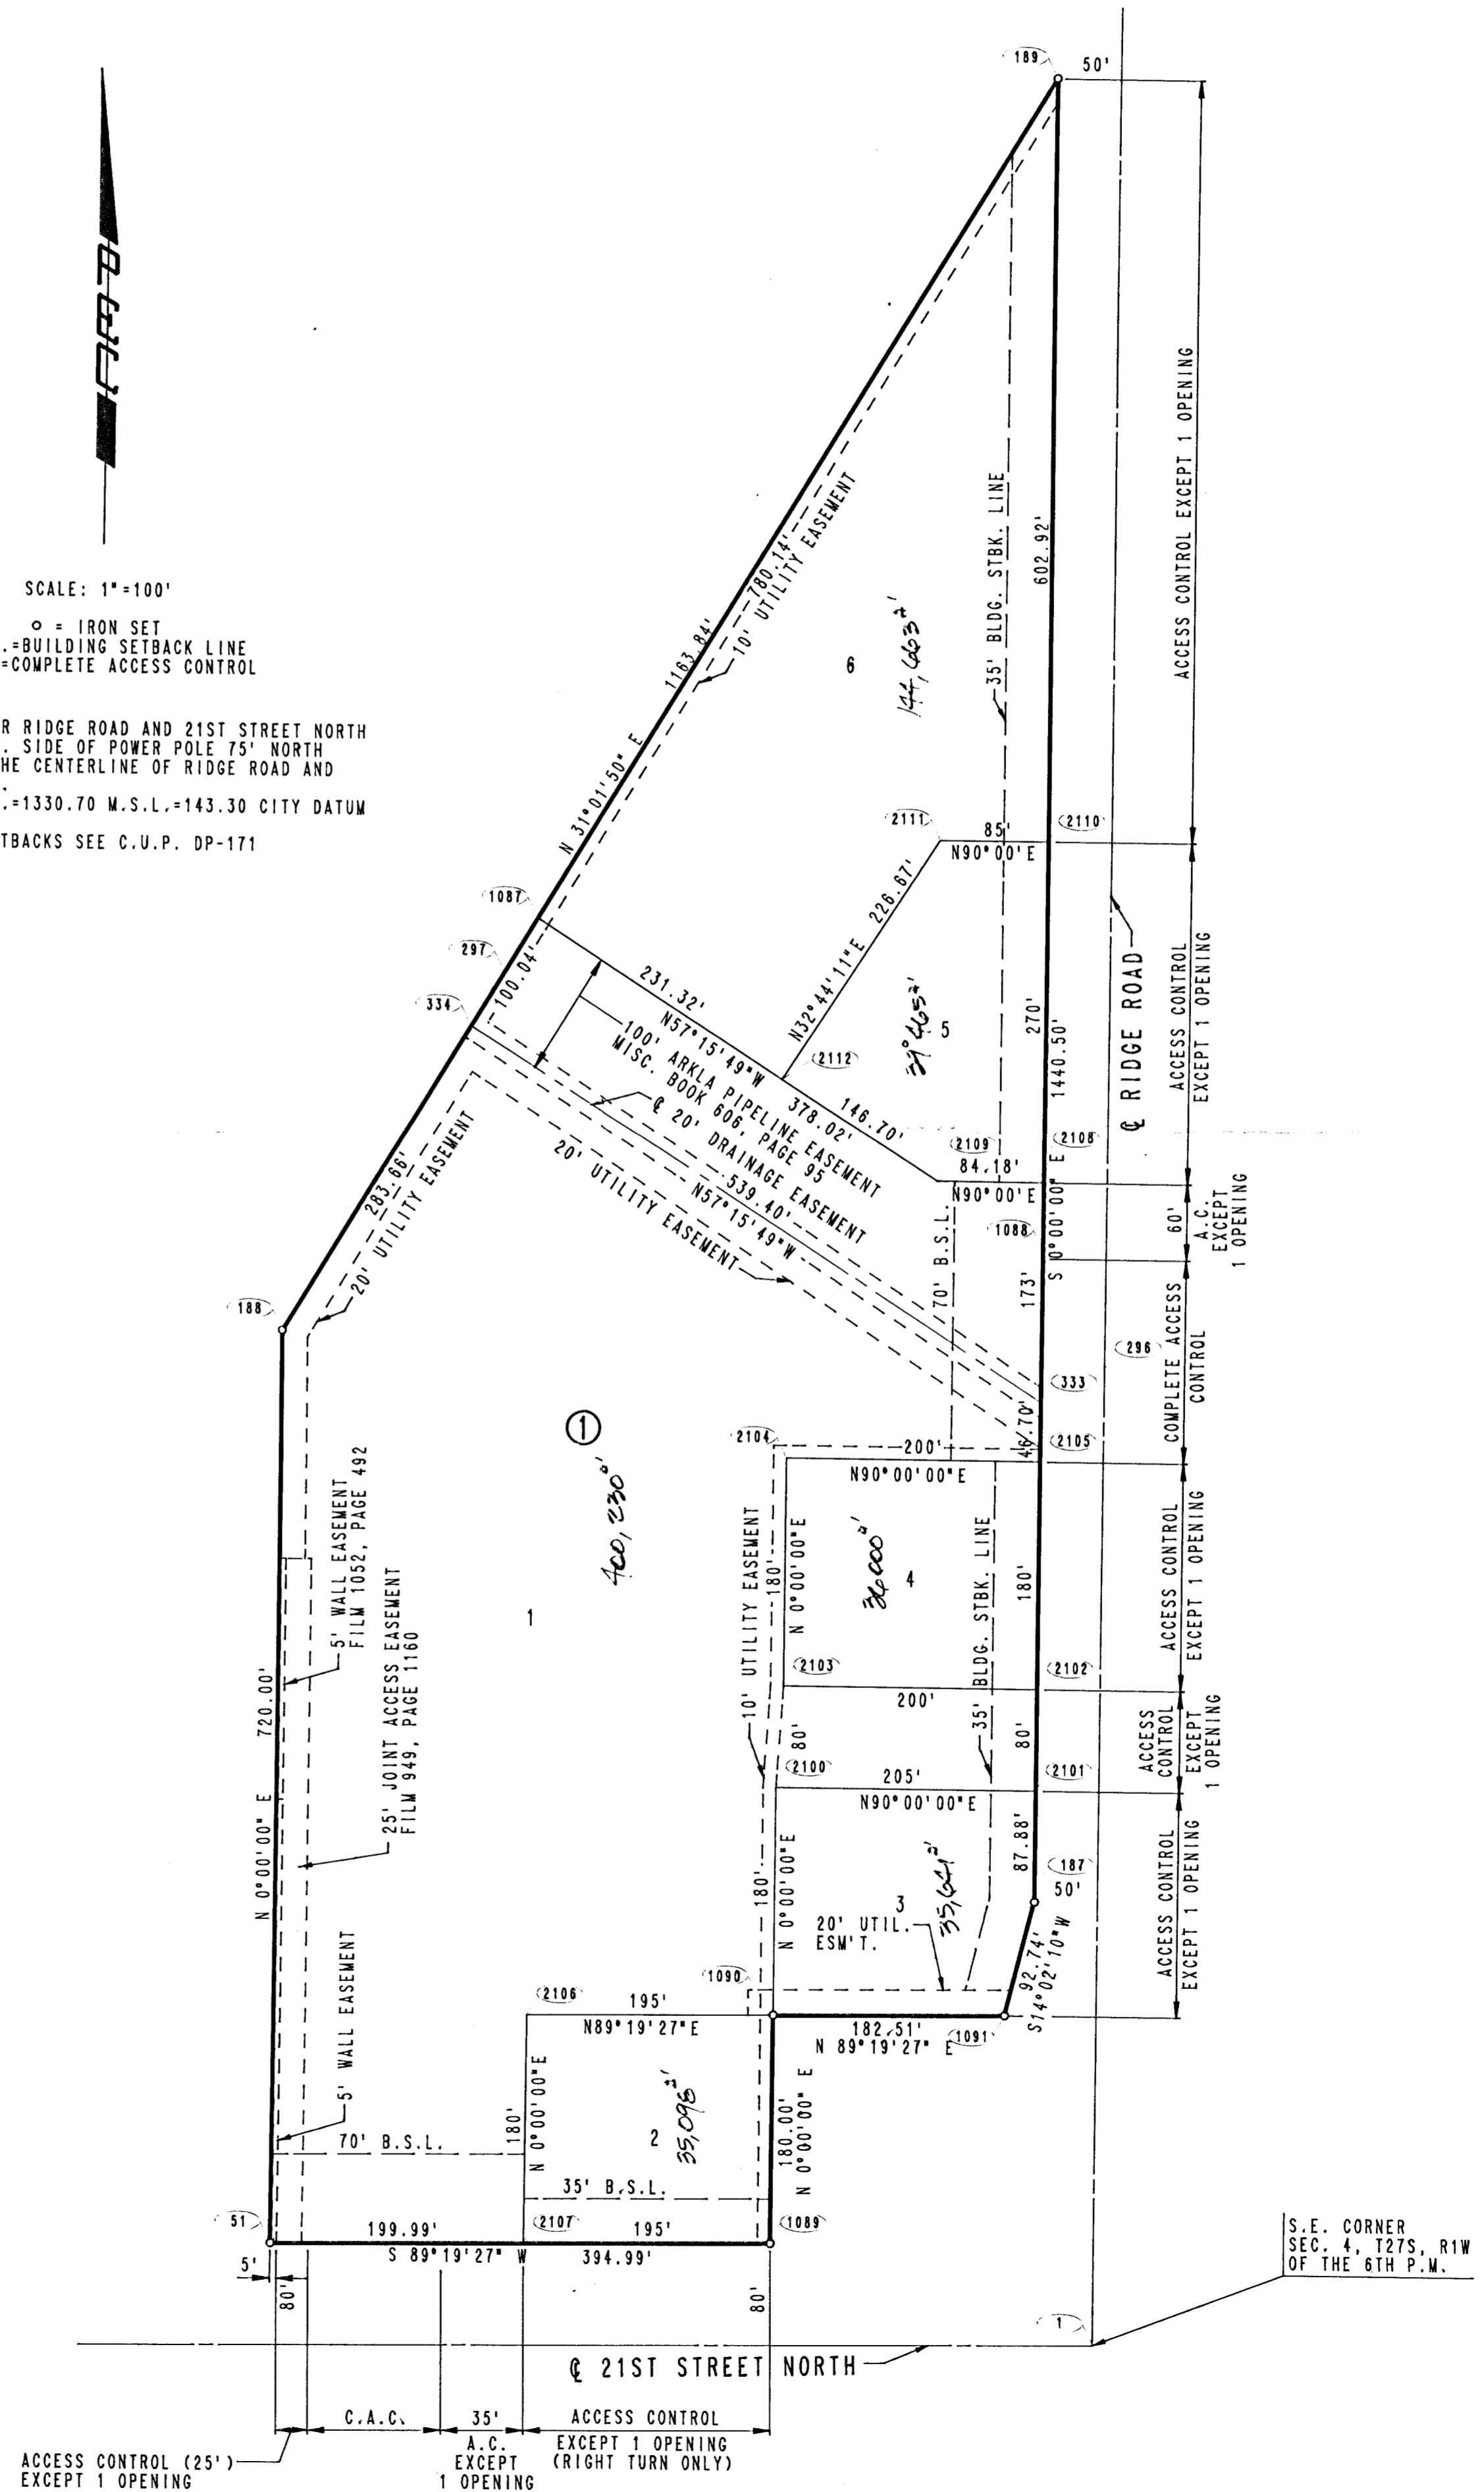 189
50'
SCALE: 1"=100'
o = IRON SET
.=BUILDING SETBACK LINE
=COMPLETE ACCESS CONTROL
R RIDGE ROAD AND 21ST STREET NORTH
. SIDE OF POWER POLE 75' NORTH
HE CENTERLINE OF RIDGE ROAD AND
.=1330.70 M.S.L.=143.30 CITY DATUM
TBACKS SEE C.U.P. DP-171
N 31°01'50" E
1163.84'
780.14'
10' UTILITY EASEMENT
6
144,663
35' BLDG. STBK. LINE
602.92'
ACCESS CONTROL EXCEPT 1 OPENING
2111
85'
N90°00'E
2110
1087
297
334
100.04'
231.32'
N57°15'49"W
378.02'
146.70'
N32°44'11"E 226.67'
2112
5
39,465
270'
1440.50'
S 0°00'00" E
℄ RIDGE ROAD
ACCESS CONTROL
EXCEPT 1 OPENING
100' ARKLA PIPELINE EASEMENT
MISC. BOOK 606, PAGE 95
℄ 20' DRAINAGE EASEMENT
539.40'
N57°15'49"W
20' UTILITY EASEMENT
2109
2108
84.18'
N90°00'E
1088
60'
A.C.
EXCEPT
1 OPENING
70' B.S.L.
173'
296
COMPLETE ACCESS
CONTROL
333
46.70'
2105
283.66'
20' UTILITY EASEMENT
188
1
400,230
1
2104
200'
N90°00'00"E
10' UTILITY EASEMENT
180'
N 0°00'00"E
36000
4
35' BLDG. STBK. LINE
180'
ACCESS CONTROL
EXCEPT 1 OPENING
2103
2102
200'
80'
80'
ACCESS
CONTROL
EXCEPT
1 OPENING
2100
2101
205'
N90°00'00"E
5' WALL EASEMENT
FILM 1052, PAGE 492
25' JOINT ACCESS EASEMENT
FILM 949, PAGE 1160
720.00'
N 0°00'00" E
180'
N 0°00'00"E
3
35,641
20' UTIL.
ESM'T.
87.88'
187
50'
92.74'
S14°02'10"W
ACCESS CONTROL
EXCEPT 1 OPENING
1090
2106
195'
N89°19'27"E
182.51'
N 89°19'27" E
1091
5' WALL EASEMENT
70' B.S.L.
180'
N 0°00'00"E
2
35,098
35' B.S.L.
180.00'
N 0°00'00" E
51
199.99'
2107
195'
1089
S 89°19'27" W
394.99'
5'
80'
80'
S.E. CORNER
SEC. 4, T27S, R1W
OF THE 6TH P.M.
1
℄ 21ST STREET NORTH
C.A.C.
35'
A.C.
EXCEPT
1 OPENING
ACCESS CONTROL
EXCEPT 1 OPENING
(RIGHT TURN ONLY)
ACCESS CONTROL (25')
EXCEPT 1 OPENING